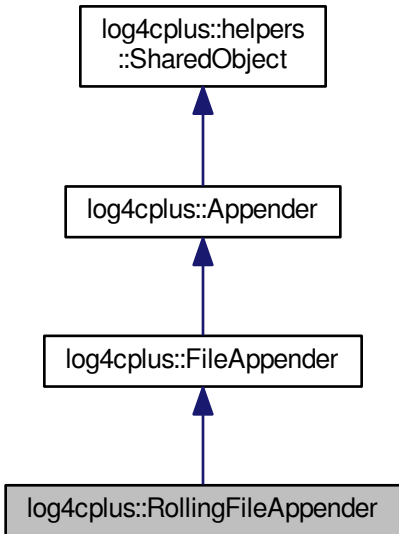 log4cplus::helpers
::SharedObject
log4cplus::Appender
log4cplus::FileAppender
log4cplus::RollingFileAppender